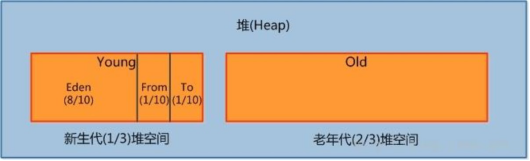 堆(Heap)
Young
Old
Eden
(8/10)
From
(1/10)
To
(1/10)
新生代(1/3)堆空间
老年代(2/3)堆空间